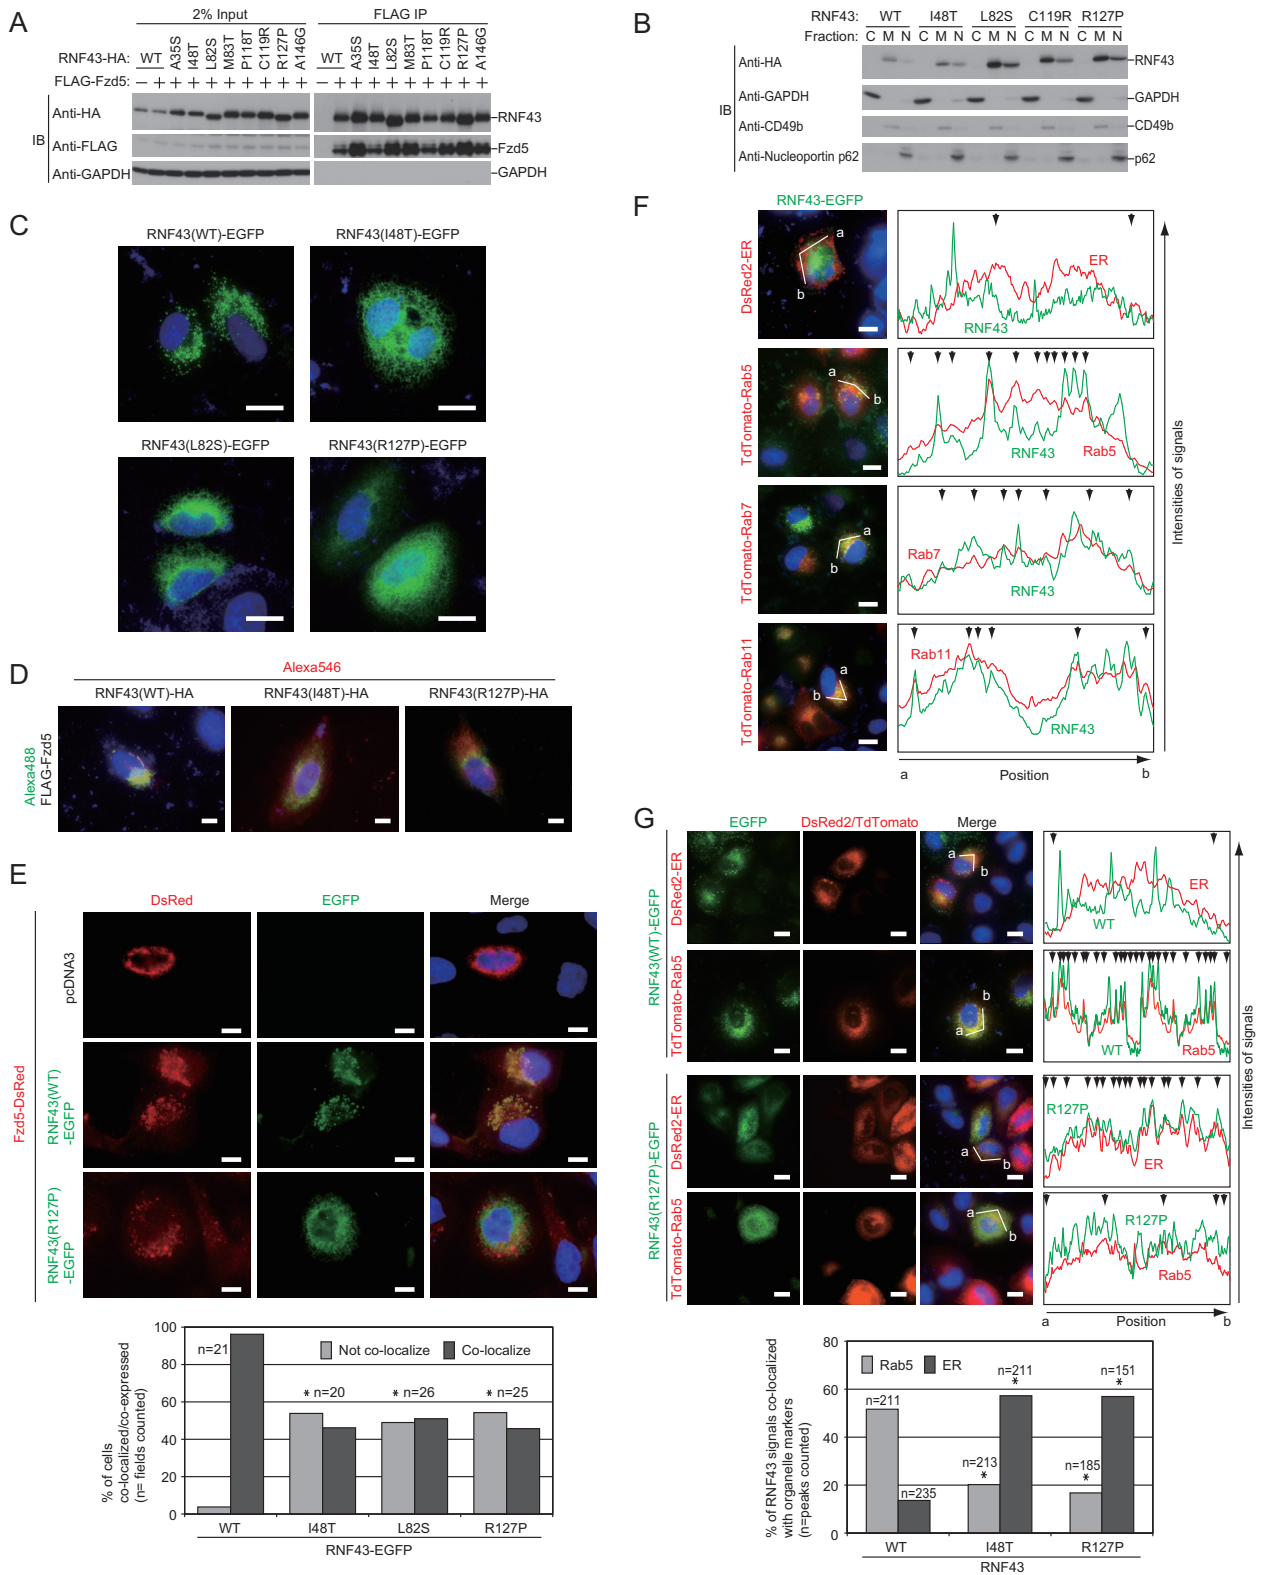 A
2% Input
FLAG IP
RNF43-HA:
WT
A35S
I48T
L82S
M83T
P118T
C119R
R127P
A146G
WT
A35S
I48T
L82S
M83T
P118T
C119R
R127P
A146G
FLAG-Fzd5:
– + + + + + + + + +
– + + + + + + + + +
IB
Anti-HA
RNF43
Anti-FLAG
Fzd5
Anti-GAPDH
GAPDH
B
RNF43: WT I48T L82S C119R R127P
Fraction: C M N C M N C M N C M N C M N
IB
Anti-HA
RNF43
Anti-GAPDH
GAPDH
Anti-CD49b
CD49b
Anti-Nucleoportin p62
p62
C
RNF43(WT)-EGFP
RNF43(I48T)-EGFP
RNF43(L82S)-EGFP
RNF43(R127P)-EGFP
D
Alexa546
RNF43(WT)-HA
RNF43(I48T)-HA
RNF43(R127P)-HA
Alexa488
FLAG-Fzd5
E
DsRed
EGFP
Merge
Fzd5-DsRed
pcDNA3
RNF43(WT)
-EGFP
RNF43(R127P)
-EGFP
100
80
60
40
20
0
% of cells
co-localized/co-expressed
(n= fields counted)
Not co-localize
Co-localize
n=21
* n=20
* n=26
* n=25
WT
I48T
L82S
R127P
RNF43-EGFP
F
RNF43-EGFP
DsRed2-ER
a
b
ER
RNF43
TdTomato-Rab5
a
b
RNF43
Rab5
TdTomato-Rab7
a
b
Rab7
RNF43
TdTomato-Rab11
a
b
Rab11
RNF43
Intensities of signals
a
Position
b
G
EGFP
DsRed2/TdTomato
Merge
RNF43(WT)-EGFP
DsRed2-ER
a
b
ER
WT
TdTomato-Rab5
b
a
WT
Rab5
RNF43(R127P)-EGFP
DsRed2-ER
a
b
R127P
ER
TdTomato-Rab5
a
b
R127P
Rab5
Intensities of signals
a
Position
b
80
60
40
20
0
% of RNF43 signals co-localized
with organelle markers
(n=peaks counted)
Rab5
ER
n=211
n=235
n=213
*
n=211
*
n=185
*
n=151
*
WT
I48T
R127P
RNF43